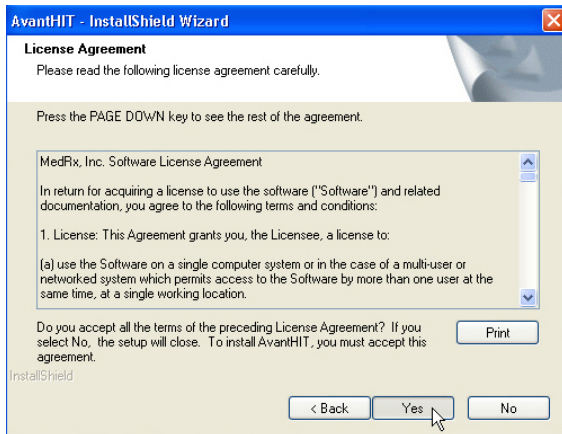 AvantHIT - InstallShield Wizard
License Agreement
Please read the following license agreement carefully.
Press the PAGE DOWN key to see the rest of the agreement.
MedRx, Inc. Software License Agreement
In return for acquiring a license to use the software ("Software") and related
documentation, you agree to the following terms and conditions:
1. License: This Agreement grants you, the Licensee, a license to:
(a) use the Software on a single computer system or in the case of a multi-user or
networked system which permits access to the Software by more than one user at the
same time, at a single working location.
Do you accept all the terms of the preceding License Agreement? If you
select No, the setup will close. To install AvantHIT, you must accept this
agreement.
Print
InstallShield
< Back
Yes
No